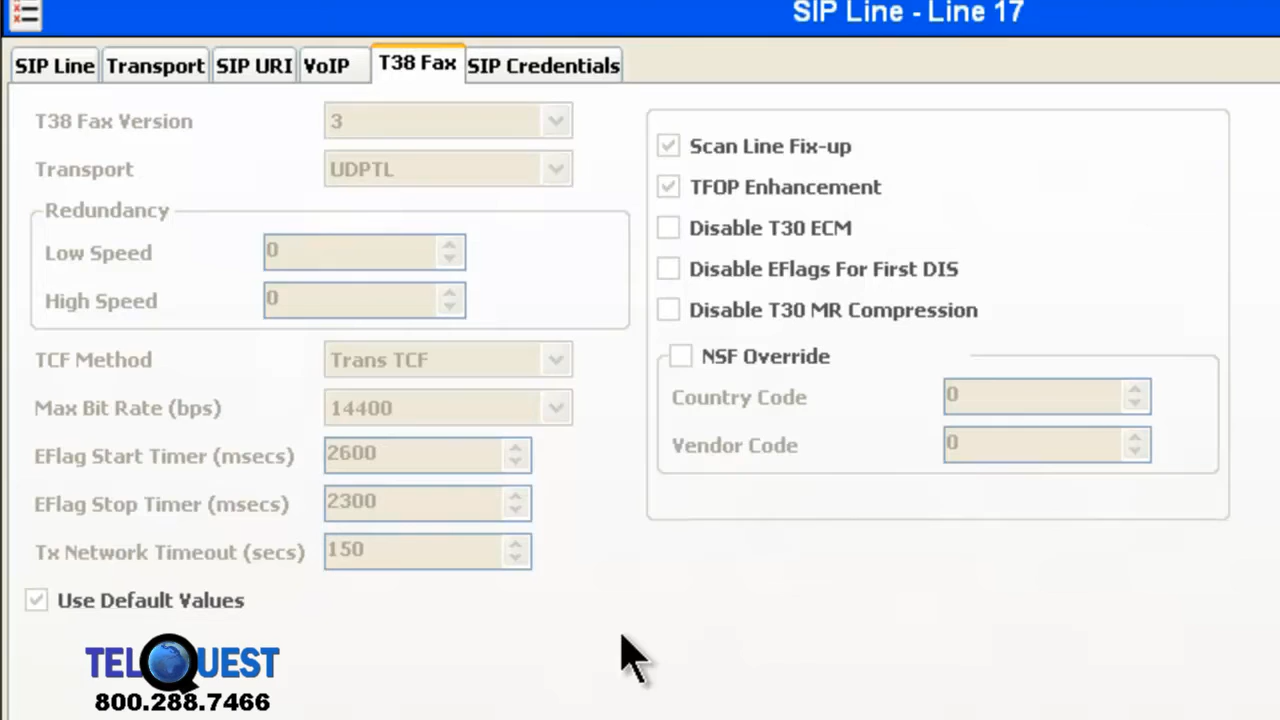 SIP Line - Line 17
SIP Line
Transport
SIP URI
VoIP
T38 Fax
SIP Credentials
T38 Fax Version
3
Transport
UDPTL
Redundancy
Low Speed
0
High Speed
0
TCF Method
Trans TCF
Max Bit Rate (bps)
14400
EFlag Start Timer (msecs)
2600
EFlag Stop Timer (msecs)
2300
Tx Network Timeout (secs)
150
Use Default Values
Scan Line Fix-up
TFOP Enhancement
Disable T30 ECM
Disable EFlags For First DIS
Disable T30 MR Compression
NSF Override
Country Code
0
Vendor Code
0
TELQUEST
800.288.7466